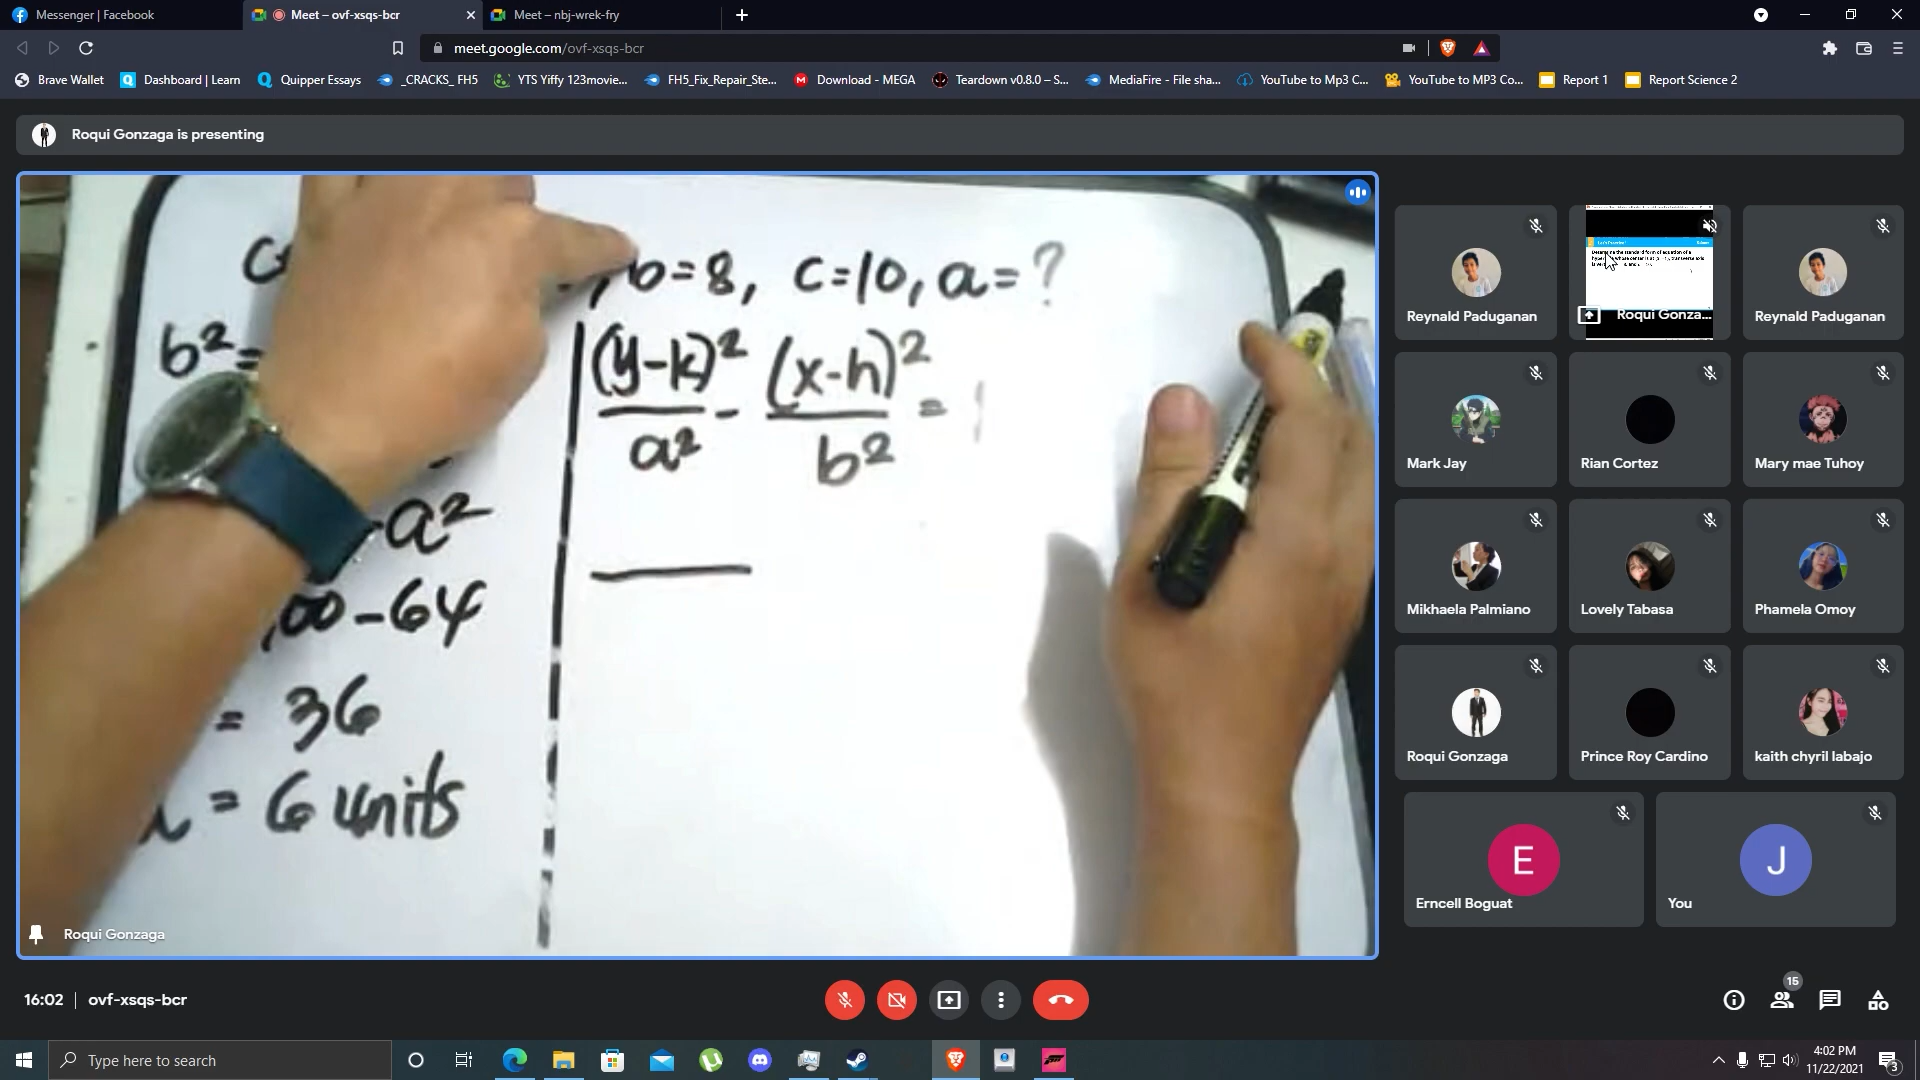 Messenger | Facebook
Meet – ovf-xsqs-bcr
Meet – nbj-wrek-fry
meet.google.com/ovf-xsqs-bcr
Brave Wallet
Dashboard | Learn
Quipper Essays
_CRACKS_ FH5
YTS Yiffy 123movie...
FH5_Fix_Repair_Ste...
Download - MEGA
Teardown v0.8.0 – S...
MediaFire - File sha...
YouTube to Mp3 C...
YouTube to MP3 Co...
Report 1
Report Science 2
Roqui Gonzaga is presenting
b=8, c=10, a=?
b²=
(y-k)² (x-h)²
- = 1
a² b²
-a²
100-64
= 36
= 6 units
Roqui Gonzaga
Reynald Paduganan
Roqui Gonza...
Reynald Paduganan
Mark Jay
Rian Cortez
Mary mae Tuhoy
Mikhaela Palmiano
Lovely Tabasa
Phamela Omoy
Roqui Gonzaga
Prince Roy Cardino
kaith chyril labajo
E
Erncell Boguat
J
You
16:02 | ovf-xsqs-bcr
15
Type here to search
4:02 PM
11/22/2021
3